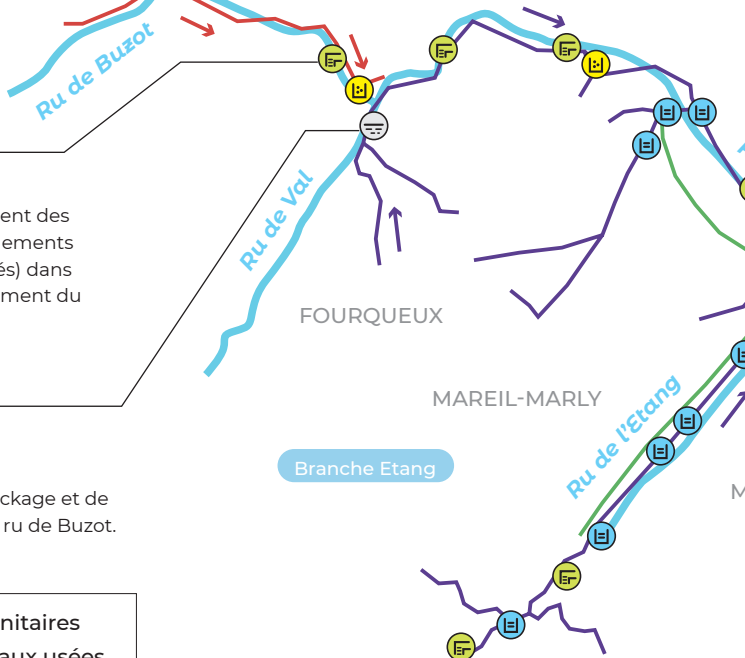 Ru de Buzot
ent des
ements
és) dans
ment du
Ru de Val
FOURQUEUX
MAREIL-MARLY
Ru de l'Etang
Branche Etang
ckage et de
ru de Buzot.
M
nitaires
aux usées